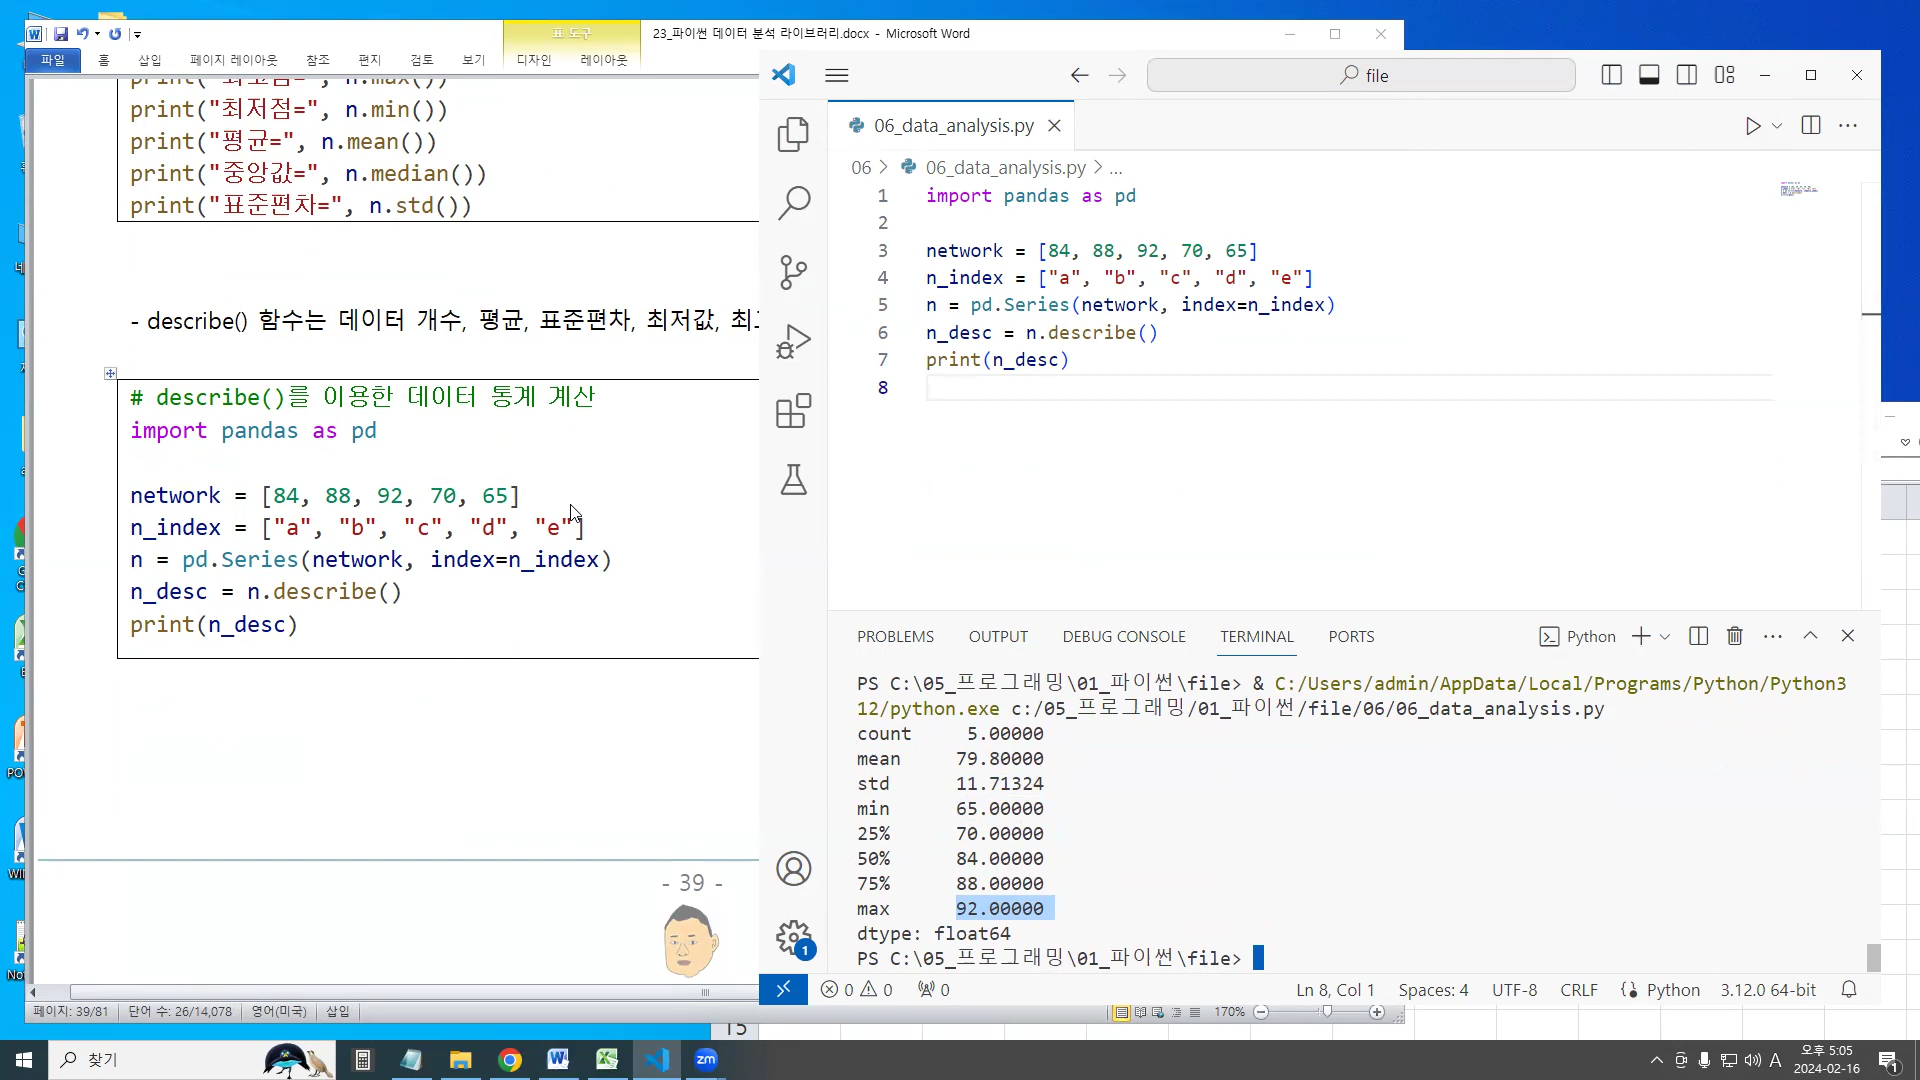 23_파이썬 데이터 분석 라이브러리.docx - Microsoft Word
표 도구
파일 홈 삽입 페이지 레이아웃 참조 편지 검토 보기 디자인 레이아웃
print("최고점=", n.max())
print("최저점=", n.min())
print("평균=", n.mean())
print("중앙값=", n.median())
print("표준편차=", n.std())
- describe() 함수는 데이터 개수, 평균, 표준편차, 최저값, 최고
# describe()를 이용한 데이터 통계 계산
import pandas as pd
network = [84, 88, 92, 70, 65]
n_index = ["a", "b", "c", "d", "e"]
n = pd.Series(network, index=n_index)
n_desc = n.describe()
print(n_desc)
- 39 -
페이지: 39/81 단어 수: 26/14,078 영어(미국) 삽입
170%
15
file
06_data_analysis.py
06 > 06_data_analysis.py > ...
1 import pandas as pd
2
3 network = [84, 88, 92, 70, 65]
4 n_index = ["a", "b", "c", "d", "e"]
5 n = pd.Series(network, index=n_index)
6 n_desc = n.describe()
7 print(n_desc)
8
PROBLEMS OUTPUT DEBUG CONSOLE TERMINAL PORTS
Python
PS C:\05_프로그래밍\01_파이썬\file> & C:/Users/admin/AppData/Local/Programs/Python/Python3
12/python.exe c:/05_프로그래밍/01_파이썬/file/06/06_data_analysis.py
count 5.00000
mean 79.80000
std 11.71324
min 65.00000
25% 70.00000
50% 84.00000
75% 88.00000
max 92.00000
dtype: float64
PS C:\05_프로그래밍\01_파이썬\file>
1
0 0 0
Ln 8, Col 1 Spaces: 4 UTF-8 CRLF Python 3.12.0 64-bit
찾기
zm
A
오후 5:05
2024-02-16
1